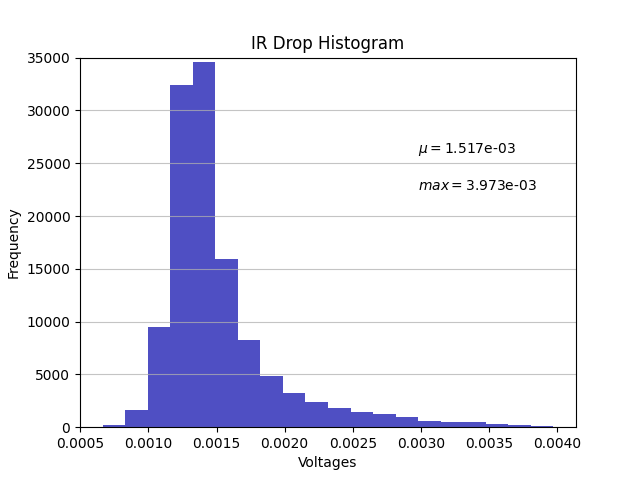 IR Drop Histogram
35000
30000
25000
20000
15000
10000
5000
0
Frequency
μ = 1.517e-03
max = 3.973e-03
0.0005 0.0010 0.0015 0.0020 0.0025 0.0030 0.0035 0.0040
Voltages